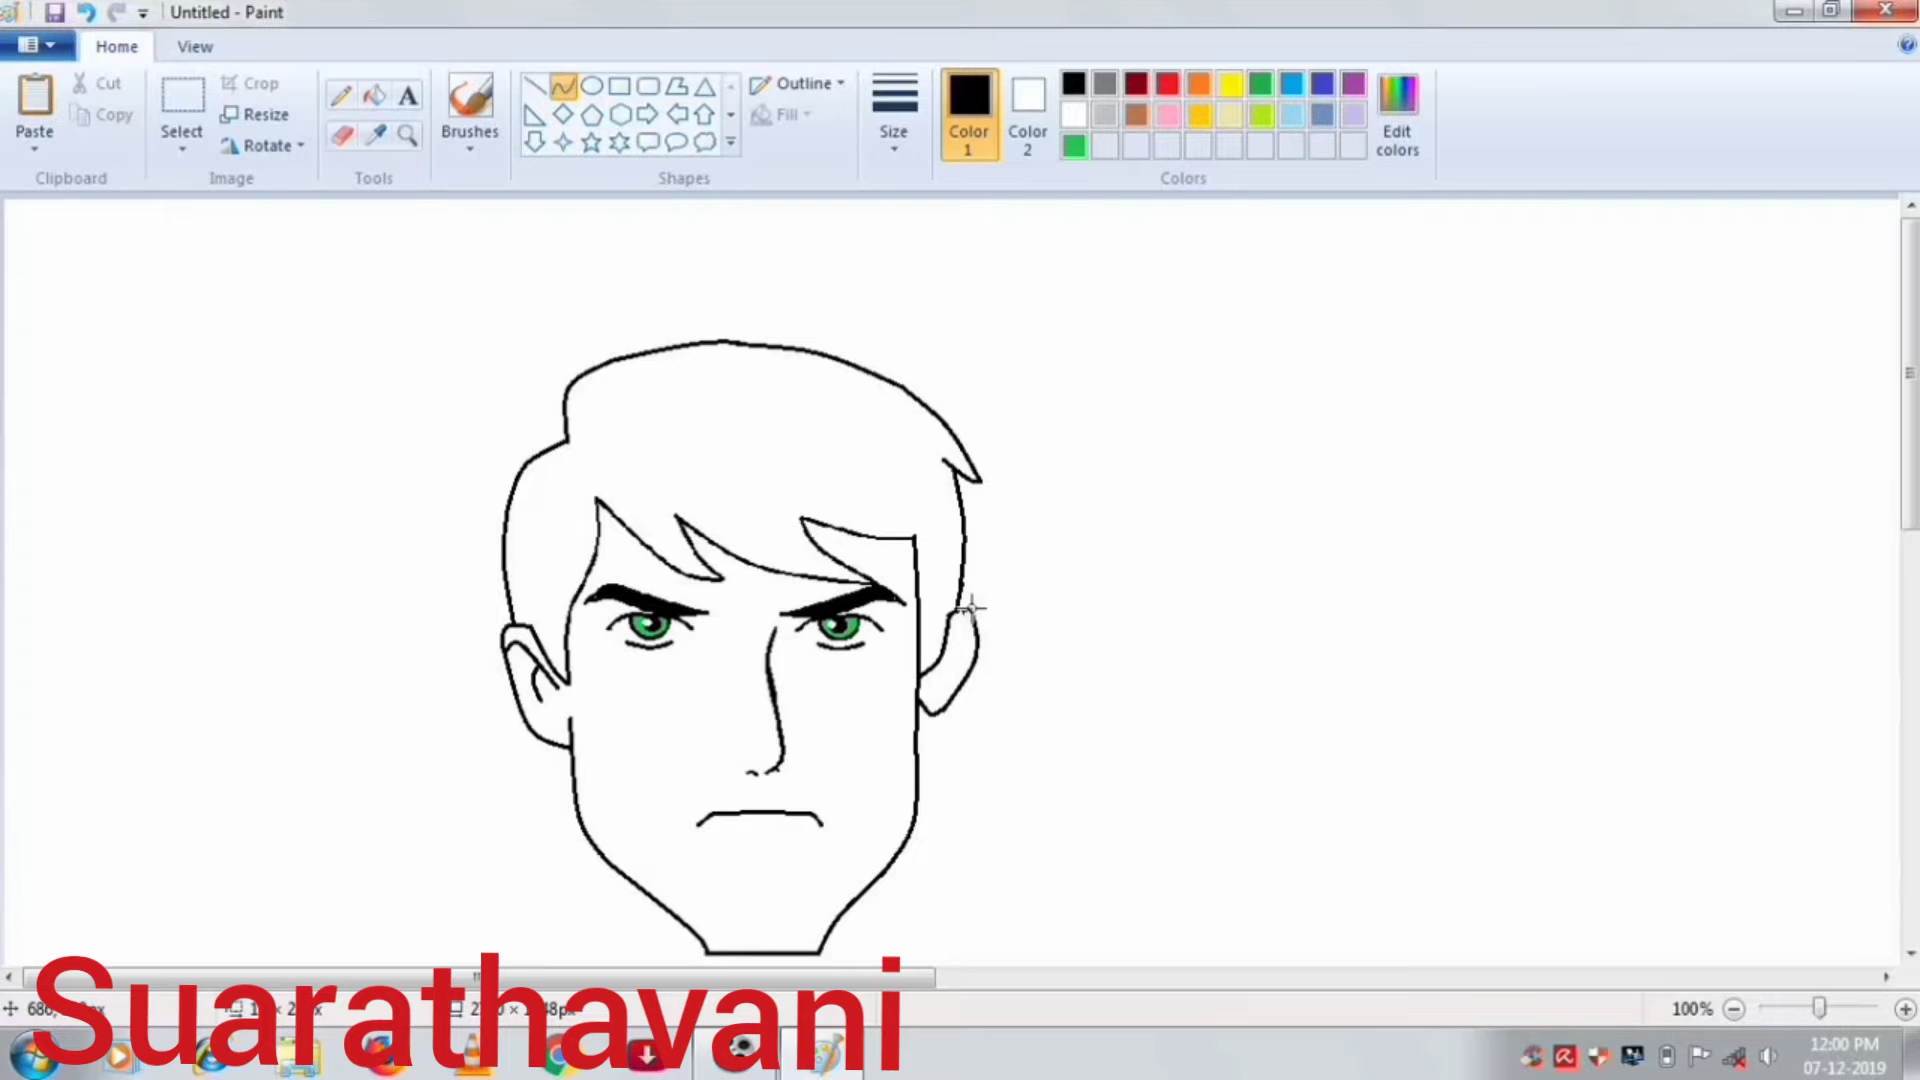 Untitled - Paint
Home View
Paste
Cut
Copy
Clipboard
Select
Crop
Resize
Rotate
Image
A
Tools
Brushes
Outline
Fill
Shapes
Size
Color 1
Color 2
Edit colors
Colors
Suarathavani
100%
12:00 PM
07-12-2019